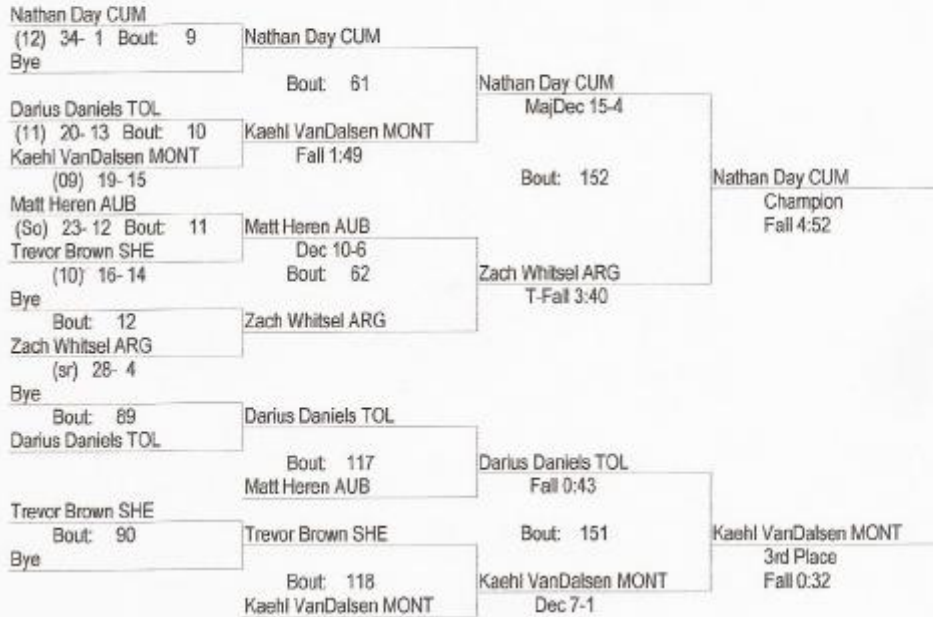 Nathan Day CUM
(12) 34- 1 Bout: 9
Bye
Darius Daniels TOL
(11) 20- 13 Bout: 10
Kaehl VanDalsen MONT
(09) 19- 15
Matt Heren AUB
(So) 23- 12 Bout: 11
Trevor Brown SHE
(10) 16- 14
Bye
Bout: 12
Zach Whitsel ARG
(sr) 28- 4
Nathan Day CUM
Bout: 61
Kaehl VanDalsen MONT
Fall 1:49
Matt Heren AUB
Dec 10-6
Bout: 62
Zach Whitsel ARG
Nathan Day CUM
MajDec 15-4
Bout: 152
Zach Whitsel ARG
T-Fall 3:40
Nathan Day CUM
Champion
Fall 4:52
Bye
Bout: 89
Darius Daniels TOL
Trevor Brown SHE
Bout: 90
Bye
Darius Daniels TOL
Bout: 117
Matt Heren AUB
Trevor Brown SHE
Bout: 118
Kaehl VanDalsen MONT
Darius Daniels TOL
Fall 0:43
Bout: 151
Kaehl VanDalsen MONT
Dec 7-1
Kaehl VanDalsen MONT
3rd Place
Fall 0:32